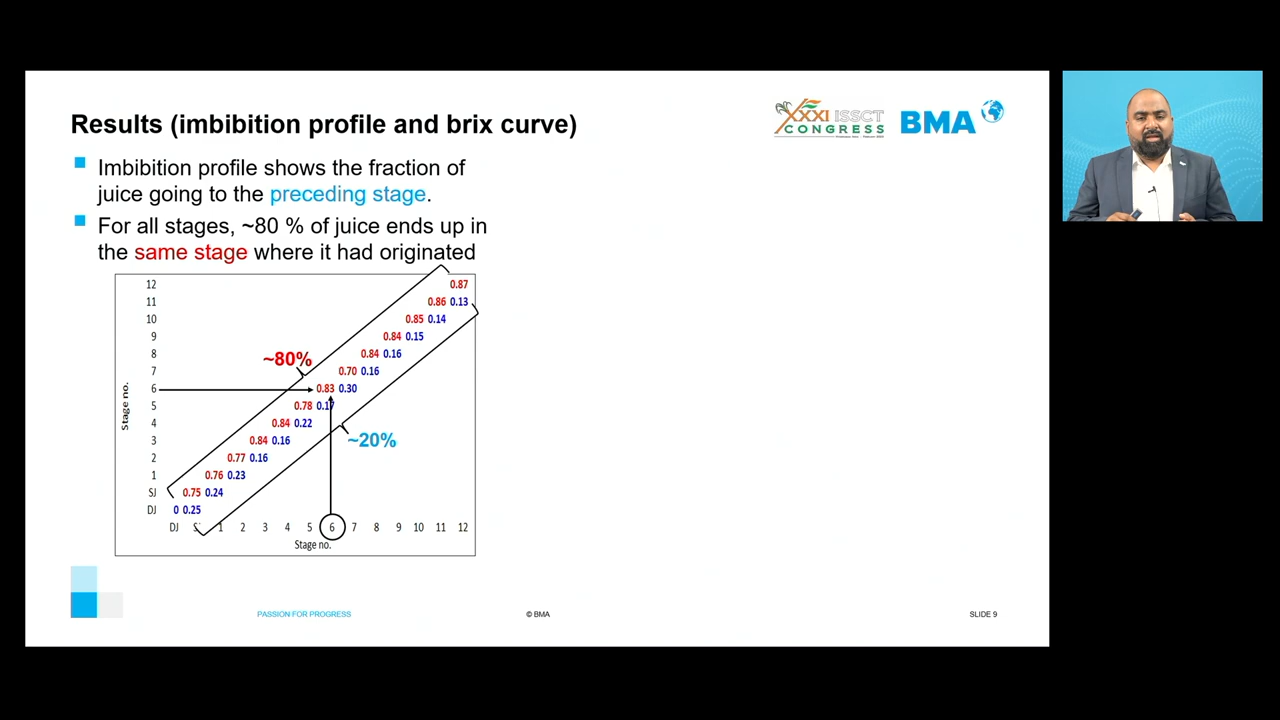 Results (imbibition profile and brix curve)
XXXI ISSCT
CONGRESS
BMA
Imbibition profile shows the fraction of
juice going to the preceding stage.
For all stages, ~80 % of juice ends up in
the same stage where it had originated
12 0.87
11 0.86 0.13
10 0.85 0.14
9 0.84 0.15
8 0.84 0.16
~80%
7 0.70 0.16
6 0.83 0.30
5 0.78 0.17
4 0.84 0.22
3 0.84 0.16
~20%
2 0.77 0.16
1 0.76 0.23
SJ 0.75 0.24
DJ 0 0.25
DJ 1 2 3 4 5 6 7 8 9 10 11 12
Stage no.
Stage no.
PASSION FOR PROGRESS
© BMA
SLIDE 9